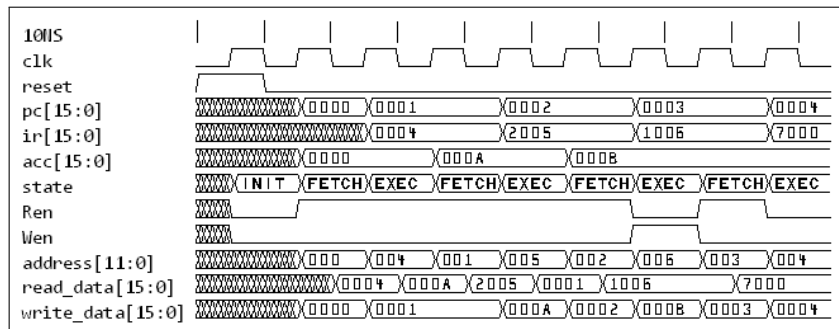 10NS
clk
reset
pc[15:0] 0000 0001 0002 0003 0004
ir[15:0] 0004 2005 1006 7000
acc[15:0] 0000 000A 000B
state INIT FETCH EXEC FETCH EXEC FETCH EXEC FETCH EXEC
Ren
Wen
address[11:0] 000 004 001 005 002 006 003 004
read_data[15:0] 0004 000A 2005 0001 1006 7000
write_data[15:0] 0000 0001 000A 0002 000B 0003 0004